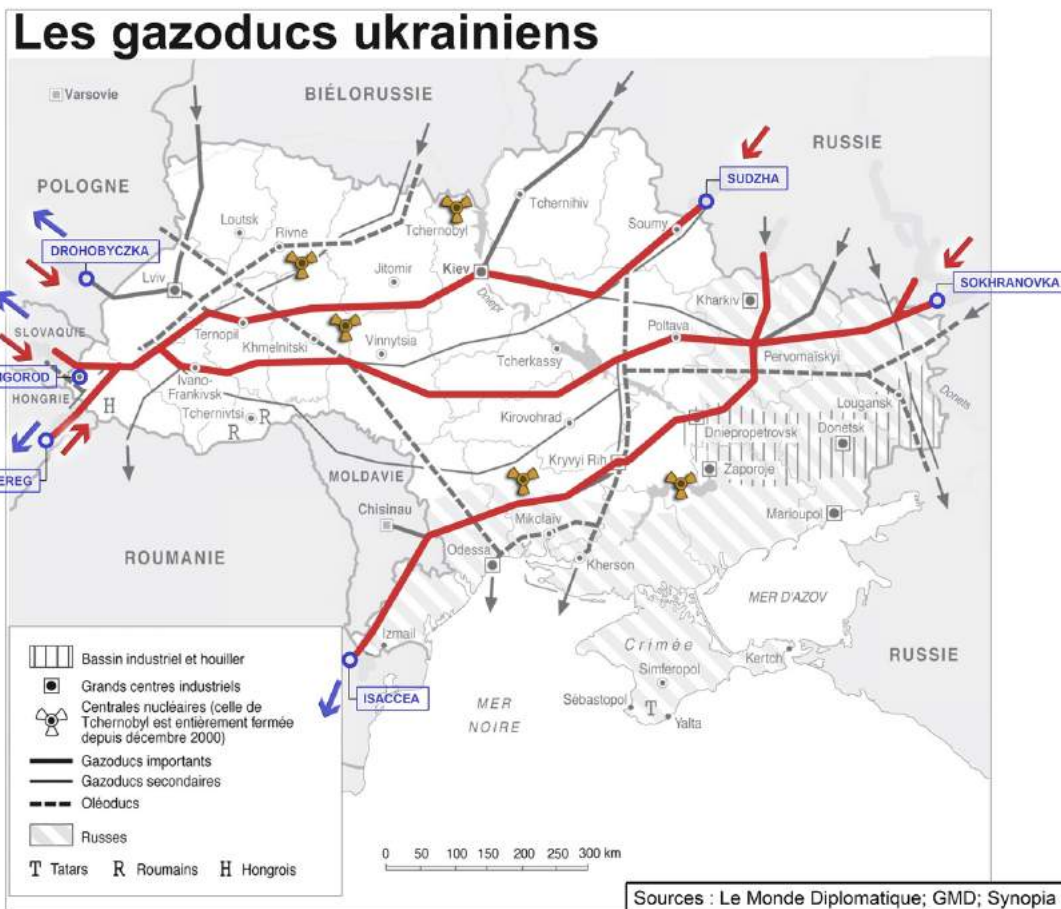 Les gazoducs ukrainiens
Varsovie
BIÉLORUSSIE
RUSSIE
POLOGNE
SUDZHA
Tchernihiv
Loutsk
Rivne
Tchernobyl
Soumy
DROHOBYCZKA
Lviv
Jitomir
Kiev
Dniepr
SOKHRANOVKA
Kharkiv
SLOVAQUIE
Ternopil
Khmelnitski
Vinnytsia
Poltava
Tcherkassy
Pervomaïskyi
IGOROD
HONGRIE
Ivano-
Frankivsk
H
Tchernivtsi
R
R
Kirovohrad
Lougansk
Donets
Dniepropetrovsk
Donetsk
EREG
MOLDAVIE
Kryvyi Rih
Zaporoje
Chisinau
Marioupol
Mikolaïv
ROUMANIE
Odessa
Kherson
MER D'AZOV
Izmail
Crimée
Kertch
RUSSIE
Simferopol
ISACCEA
MER
NOIRE
Sébastopol
T
Yalta
Bassin industriel et houiller
Grands centres industriels
Centrales nucléaires (celle de
Tchernobyl est entièrement fermée
depuis décembre 2000)
Gazoducs importants
Gazoducs secondaires
Oléoducs
Russes
T Tatars R Roumains H Hongrois
0 50 100 150 200 250 300 km
Sources : Le Monde Diplomatique; GMD; Synopia